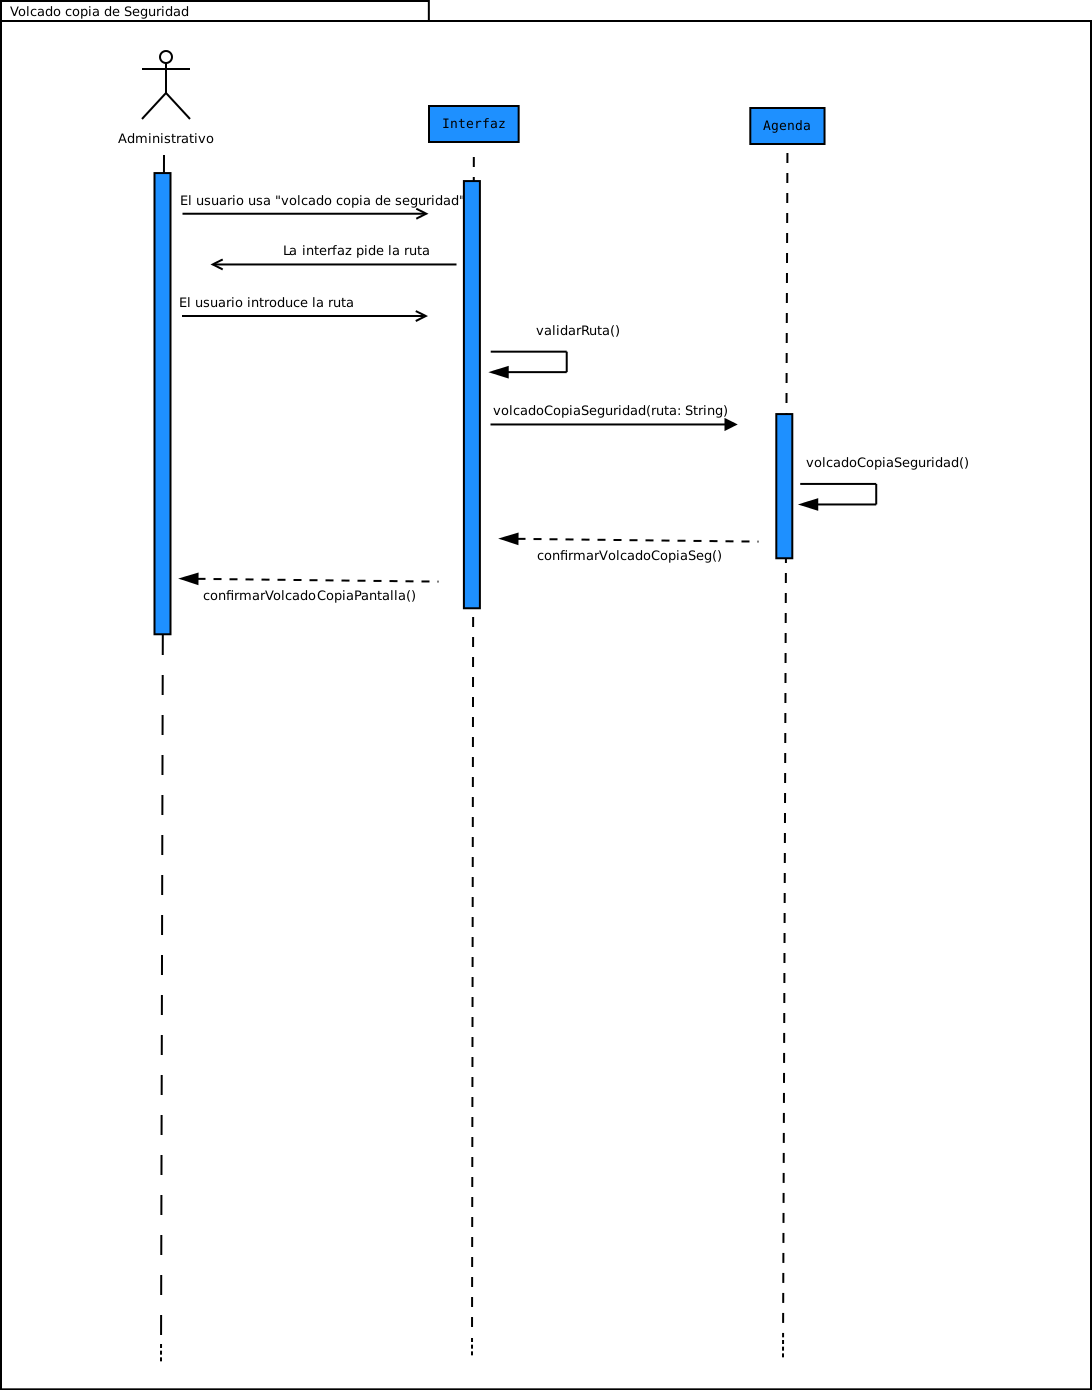 Volcado copia de Seguridad
Administrativo
Interfaz
Agenda
El usuario usa "volcado copia de seguridad"
La interfaz pide la ruta
El usuario introduce la ruta
validarRuta()
volcadoCopiaSeguridad(ruta: String)
volcadoCopiaSeguridad()
confirmarVolcadoCopiaSeg()
confirmarVolcadoCopiaPantalla()